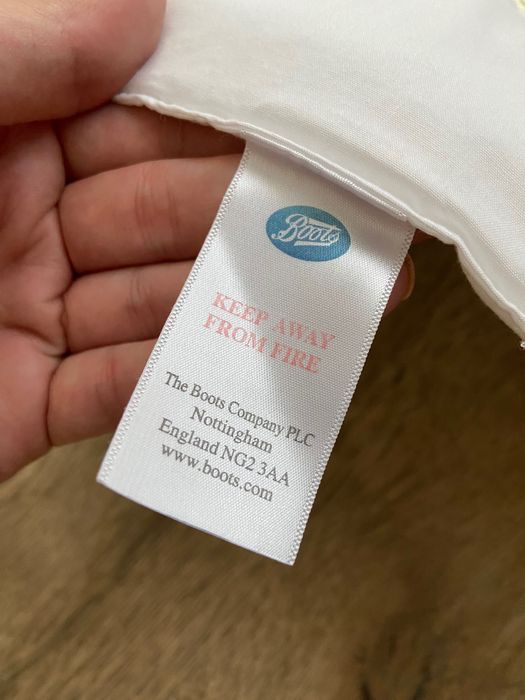 Boots
KEEP AWAY
FROM FIRE
The Boots Company PLC
Nottingham
England NG2 3AA
www.boots.com